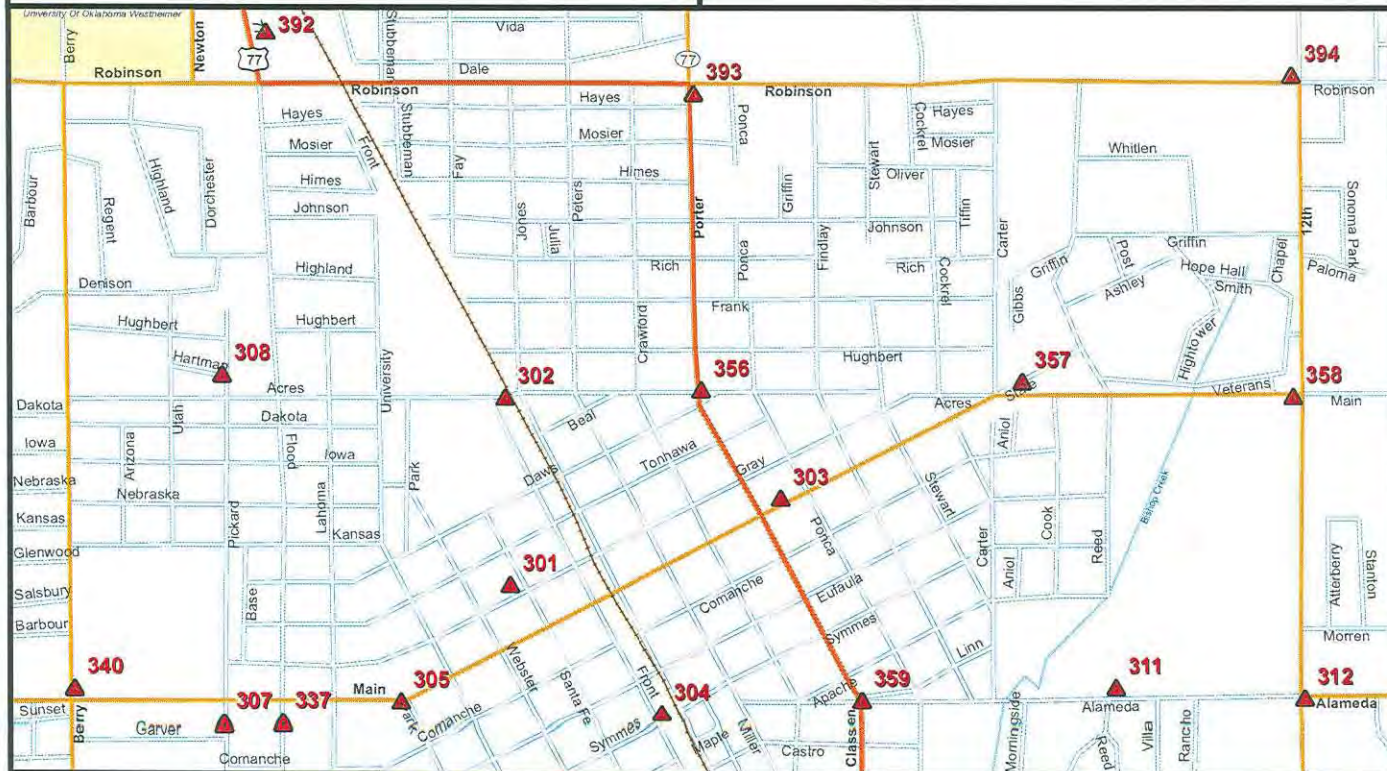 University Of Oklahoma Westheimer
Berry
Newton
392
77
Stubbeman
Vida
77
394
Robinson
Dale
393
Robinson
Robinson
Robinson
Hayes
Hayes
Ponca
Cockrel
Hayes
Front
Stubbeman
Mosier
Mosier
Mosier
Fay
Himes
Himes
Stewart
Oliver
Whitlen
Barbour
Highland
Dorchester
Regent
Johnson
Jones
Julia
Peters
Porter
Griffin
Findlay
Johnson
Tiffin
Carter
12th
Sonoma Park
Highland
Rich
Ponca
Rich
Cockrel
Griffin
Post
Griffin
Chapel
Paloma
Denison
Hope Hall
Smith
Ashley
Gibbs
Hughbert
Hughbert
Frank
Crawford
Hightower
Hartman
308
University
302
356
Hughbert
357
State
Veterans
358
Acres
Acres
Main
Dakota
Utah
Dakota
Beal
Iowa
Arizona
Flood
Iowa
Park
Daws
Tonhawa
Gray
303
Stewart
Aniol
Nebraska
Nebraska
Pickard
Lahoma
Kansas
Kansas
Ponca
Carter
Cook
Reed
Bishop Creek
Glenwood
301
Comanche
Eufaula
Aniol
Atterberry
Stanton
Salsbury
Base
Barbour
Symmes
Linn
Morren
340
Webster
Santa Fe
Front
Main
305
304
Apache
359
311
312
Sunset
Berry
307
337
Park
Comanche
Alameda
Alameda
Garver
Symmes
Maple
Miller
Castro
Classen
Morningside
Reed
Villa
Rancho
Comanche